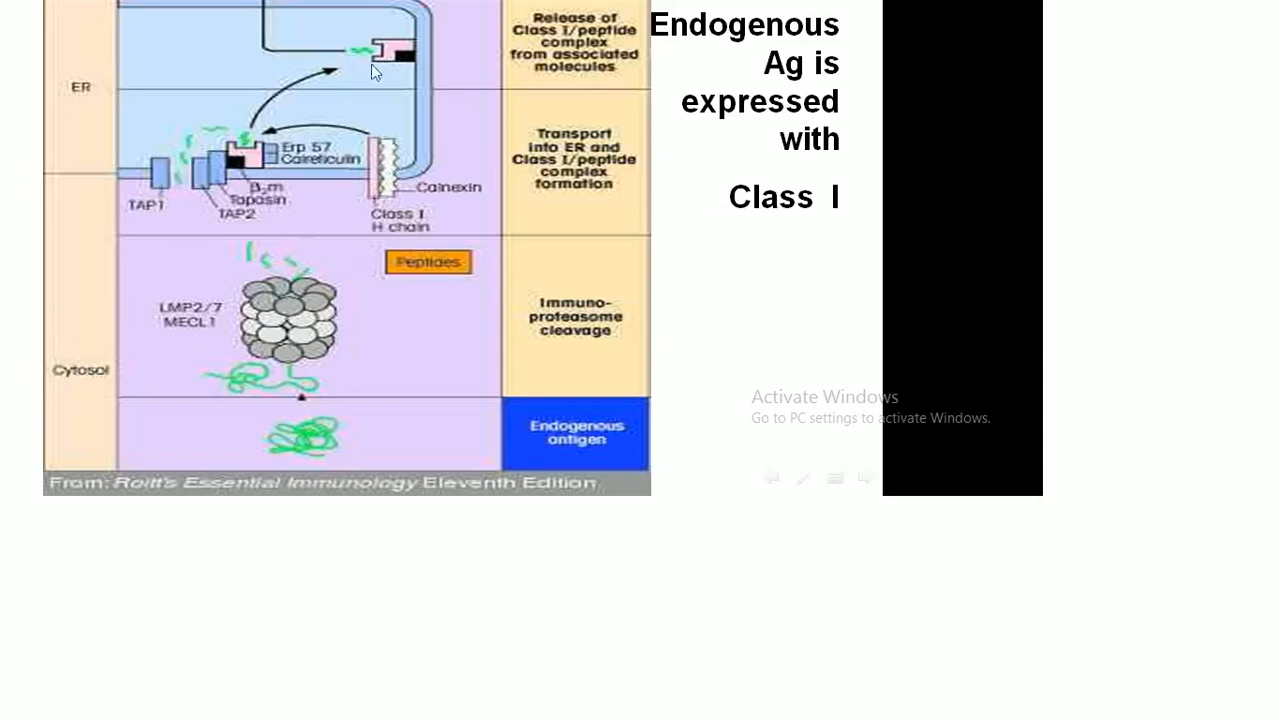 Release of
Class I/peptide
complex
from associated
molecules
Endogenous
Ag is
expressed
with
Class I
ER
Transport
into ER and
Class I/peptide
complex
formation
Erp 57
Calreticulin
TAP1
β₂m
Tapasin
TAP2
Calnexin
Class I
H chain
Peptides
LMP2/7
MECL1
Immuno-
proteasome
cleavage
Cytosol
Endogenous
antigen
Activate Windows
Go to PC settings to activate Windows.
From: Roitt's Essential Immunology Eleventh Edition